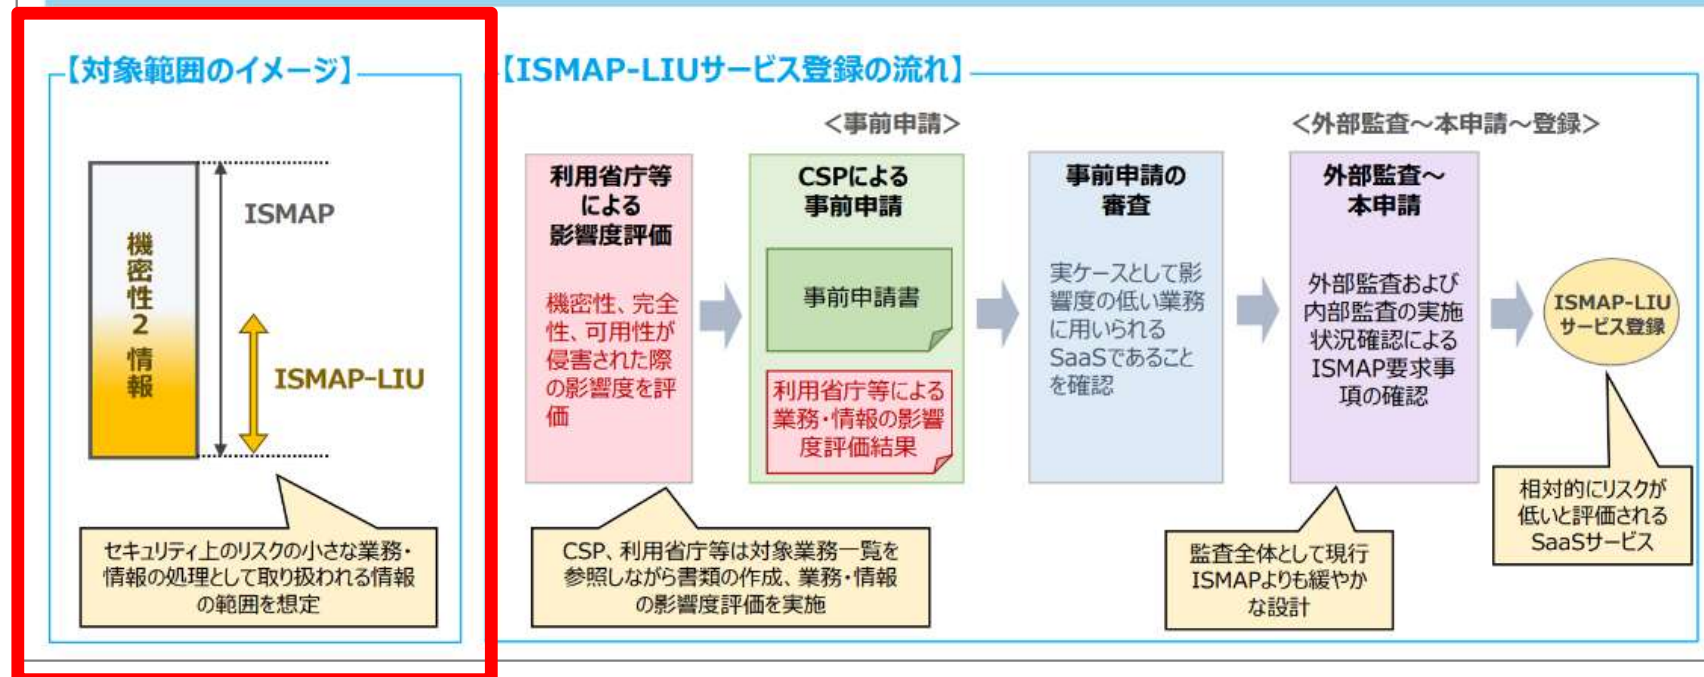 【対象範囲のイメージ】
機密性2情報
ISMAP
ISMAP-LIU
セキュリティ上のリスクの小さな業務・
情報の処理として取り扱われる情報
の範囲を想定
【ISMAP-LIUサービス登録の流れ】
＜事前申請＞
＜外部監査～本申請～登録＞
利用省庁等
による
影響度評価
機密性、完全
性、可用性が
侵害された際
の影響度を評
価
CSPによる
事前申請
事前申請書
利用省庁等による
業務・情報の影響
度評価結果
CSP、利用省庁等は対象業務一覧を
参照しながら書類の作成、業務・情報
の影響度評価を実施
事前申請の
審査
実ケースとして影
響度の低い業務
に用いられる
SaaSであること
を確認
外部監査～
本申請
外部監査および
内部監査の実施
状況確認による
ISMAP要求事
項の確認
監査全体として現行
ISMAPよりも緩やか
な設計
ISMAP-LIU
サービス登録
相対的にリスクが
低いと評価される
SaaSサービス